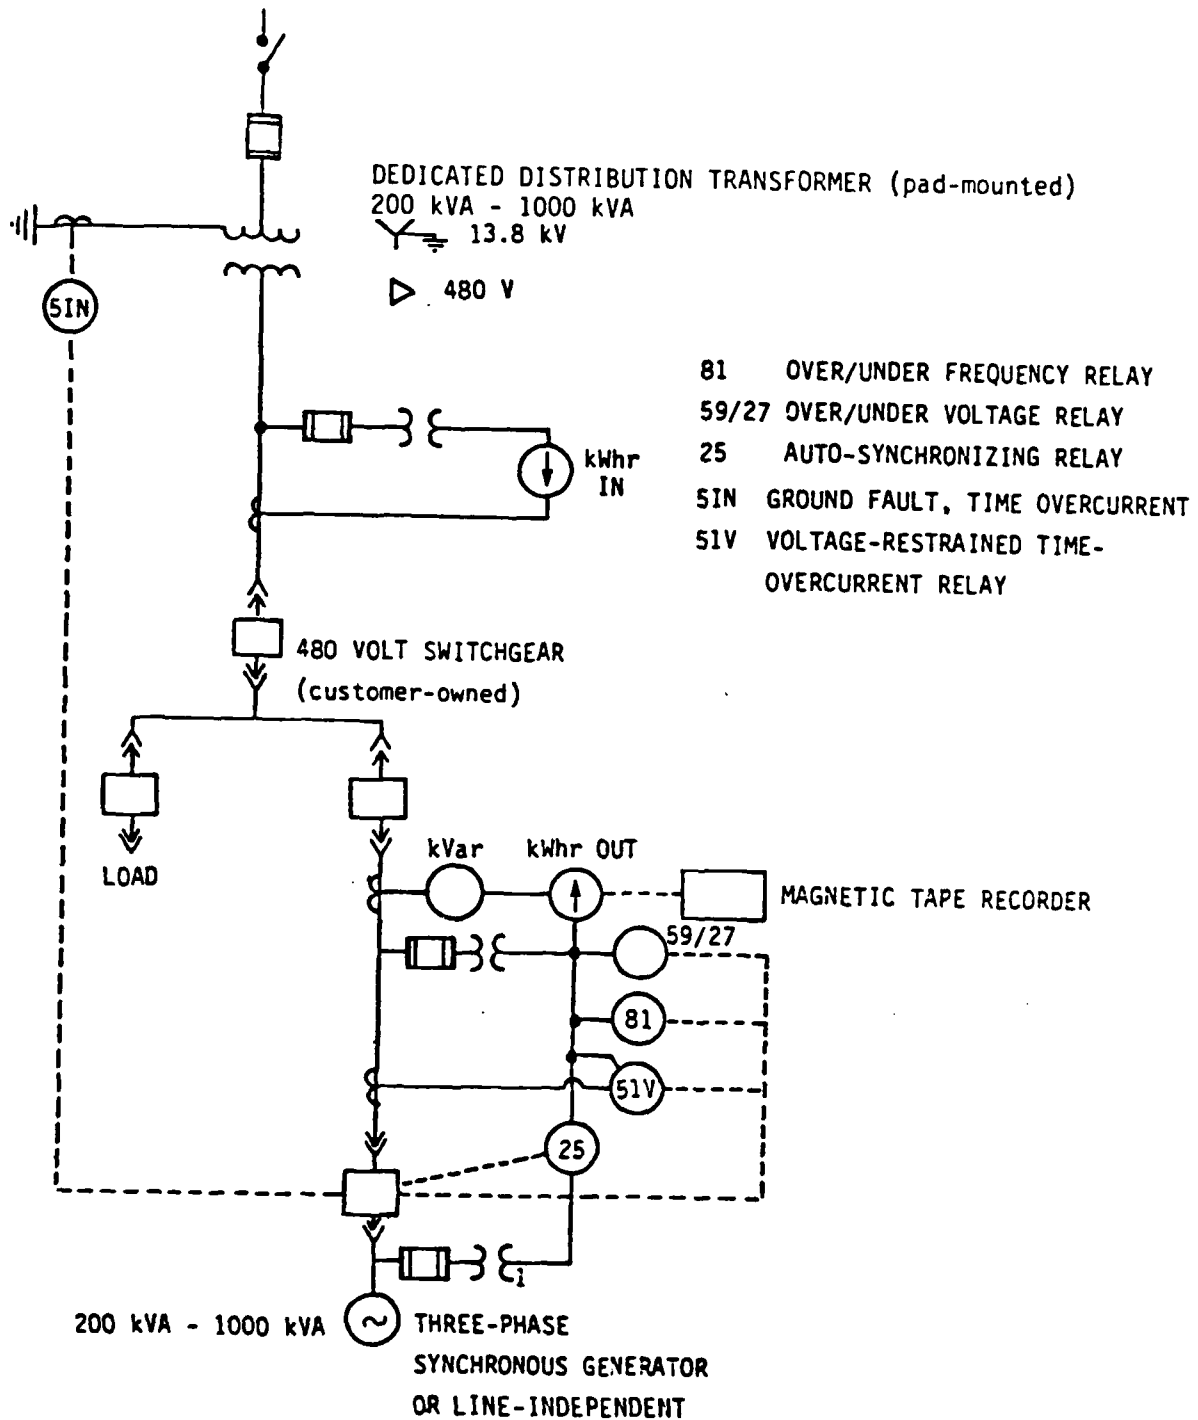 DEDICATED DISTRIBUTION TRANSFORMER (pad-mounted)
200 kVA - 1000 kVA
13.8 kV
480 V
5IN
81 OVER/UNDER FREQUENCY RELAY
59/27 OVER/UNDER VOLTAGE RELAY
25 AUTO-SYNCHRONIZING RELAY
5IN GROUND FAULT, TIME OVERCURRENT
51V VOLTAGE-RESTRAINED TIME-
OVERCURRENT RELAY
kWhr
IN
480 VOLT SWITCHGEAR
(customer-owned)
LOAD
kVar
kWhr OUT
MAGNETIC TAPE RECORDER
59/27
81
51V
25
1
200 kVA - 1000 kVA
~
THREE-PHASE
SYNCHRONOUS GENERATOR
OR LINE-INDEPENDENT